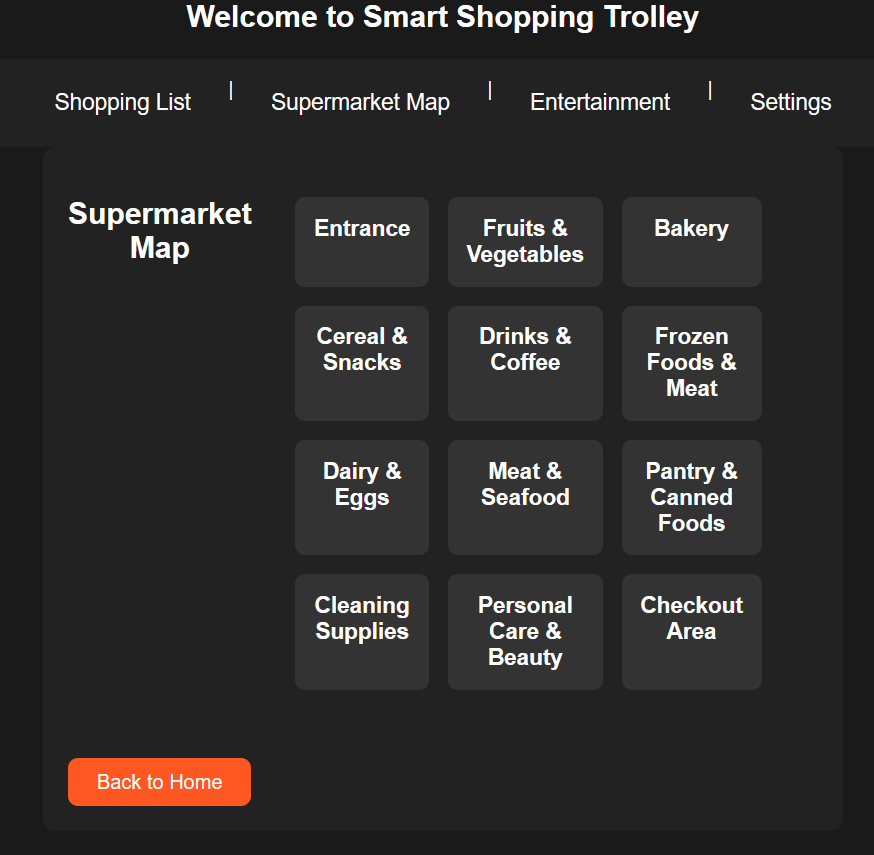 Welcome to Smart Shopping Trolley
Shopping List | Supermarket Map | Entertainment | Settings
Supermarket
Map
Entrance
Fruits &
Vegetables
Bakery
Cereal &
Snacks
Drinks &
Coffee
Frozen
Foods &
Meat
Dairy &
Eggs
Meat &
Seafood
Pantry &
Canned
Foods
Cleaning
Supplies
Personal
Care &
Beauty
Checkout
Area
Back to Home